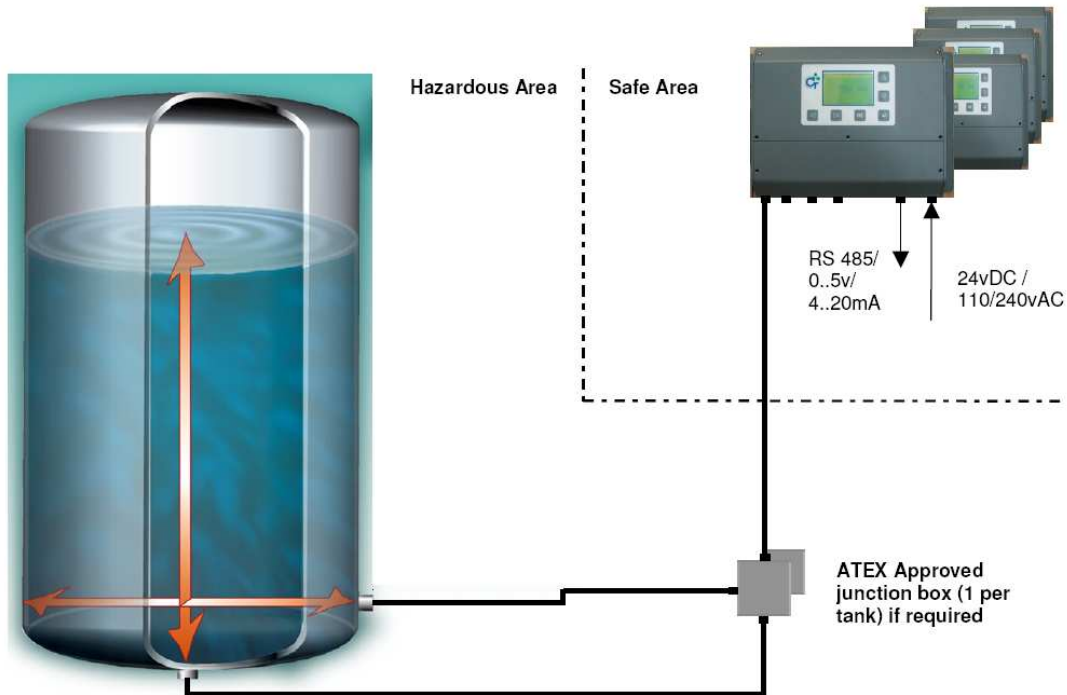 Hazardous Area
Safe Area
RS 485/
0..5v/
4..20mA
24vDC /
110/240vAC
ATEX Approved
junction box (1 per
tank) if required